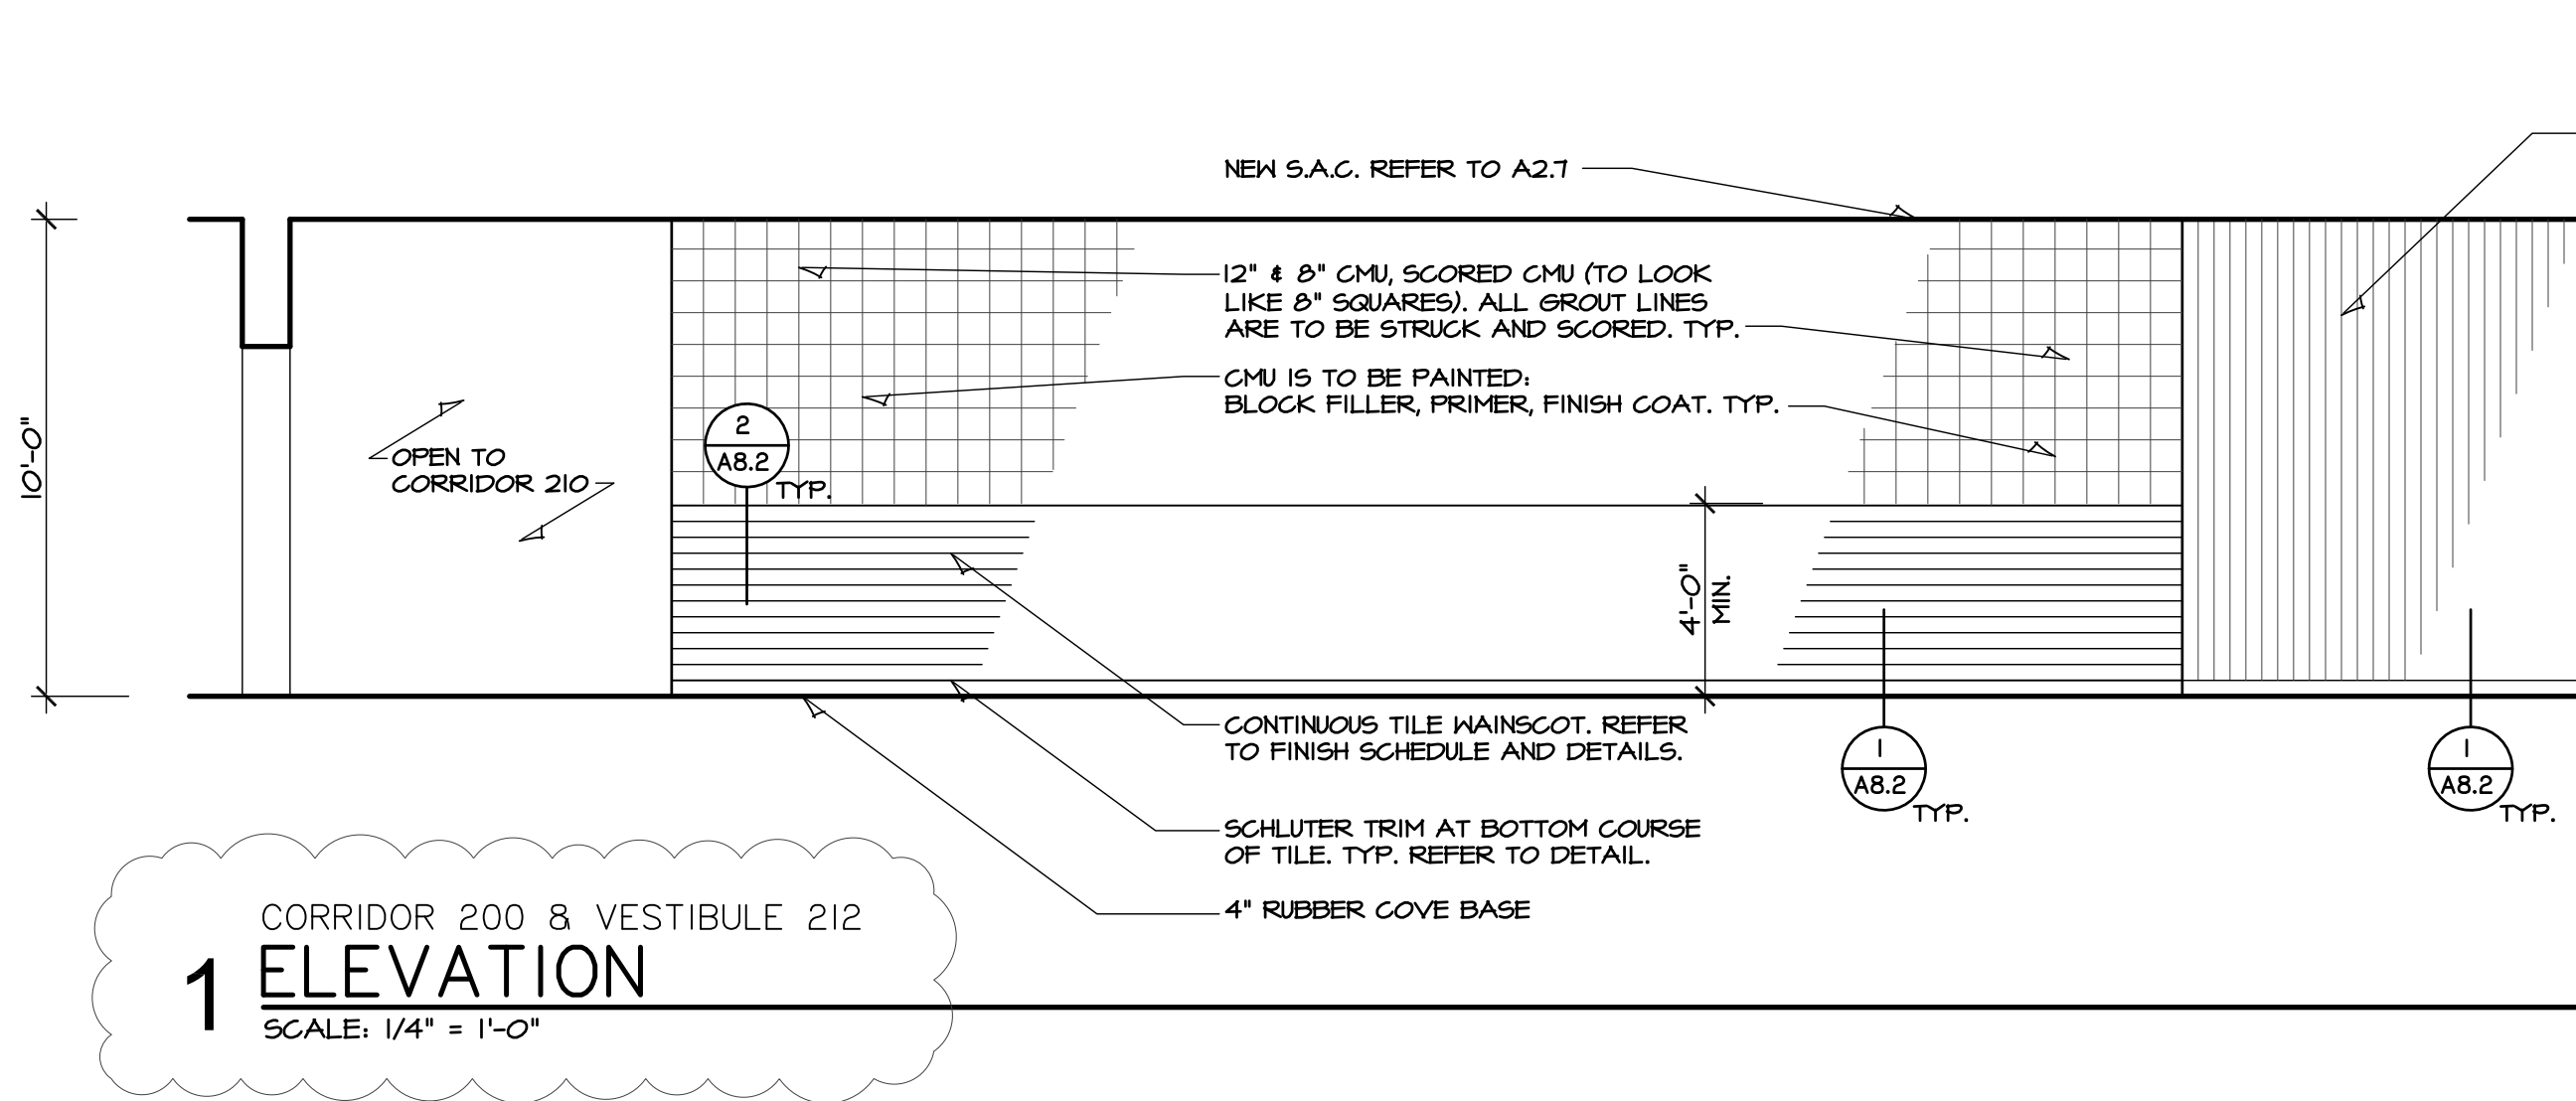 NEW S.A.C. REFER TO A2.7
12" & 8" CMU, SCORED CMU (TO LOOK
LIKE 8" SQUARES). ALL GROUT LINES
ARE TO BE STRUCK AND SCORED. TYP.
CMU IS TO BE PAINTED:
BLOCK FILLER, PRIMER, FINISH COAT. TYP.
10'-0"
OPEN TO
CORRIDOR 210
2
A8.2
TYP.
4'-0"
MIN.
CONTINUOUS TILE WAINSCOT. REFER
TO FINISH SCHEDULE AND DETAILS.
1
A8.2
TYP.
1
A8.2
TYP.
SCHLUTER TRIM AT BOTTOM COURSE
OF TILE. TYP. REFER TO DETAIL.
4" RUBBER COVE BASE
CORRIDOR 200 & VESTIBULE 212
1 ELEVATION
SCALE: 1/4" = 1'-0"